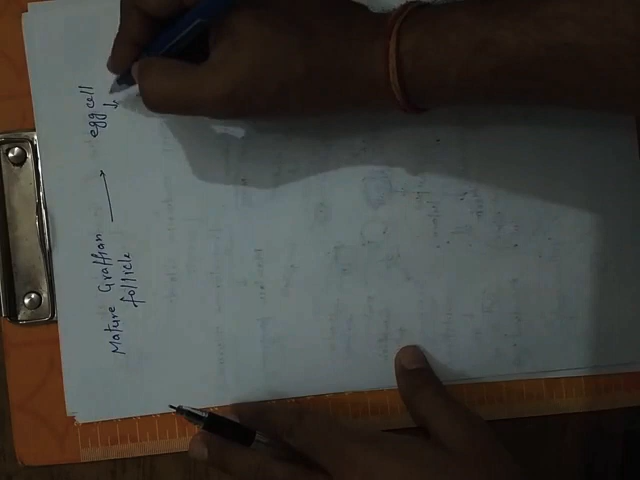 Mature Graffian → egg cell
follicle ↓